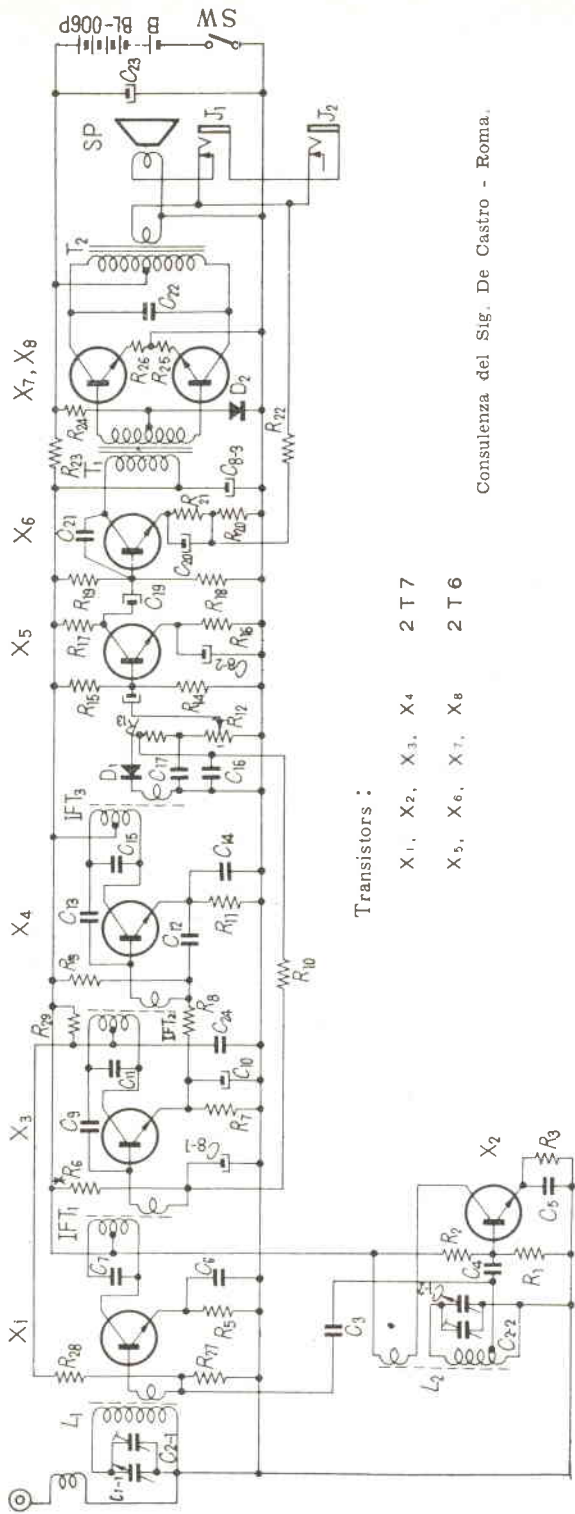 X1
X3
X4
X5
X6
X7, X8
SW
BL-006P
B
C23
SP
J1
J2
T2
C22
R26
R25
D2
R24
R23
T1
C8-3
R22
C21
R21
C20
R20
R19
C19
R18
R17
R16
C8-2
R15
R14
R13
R12
D1
C17
C16
IFT3
C15
C13
C14
C12
R11
R9
R10
R29
IFT2
R8
C24
C11
C9
C10
R7
C8-1
R6
IFT1
C7
C6
R5
R28
R27
L1
C1-1
C2-1
C3
X2
R3
C5
R2
C4
R1
C2-2
L2
Transistors :
X1, X2, X3, X4 2T7
X5, X6, X7, X8 2T6
Consulenza del Sig. De Castro - Roma.